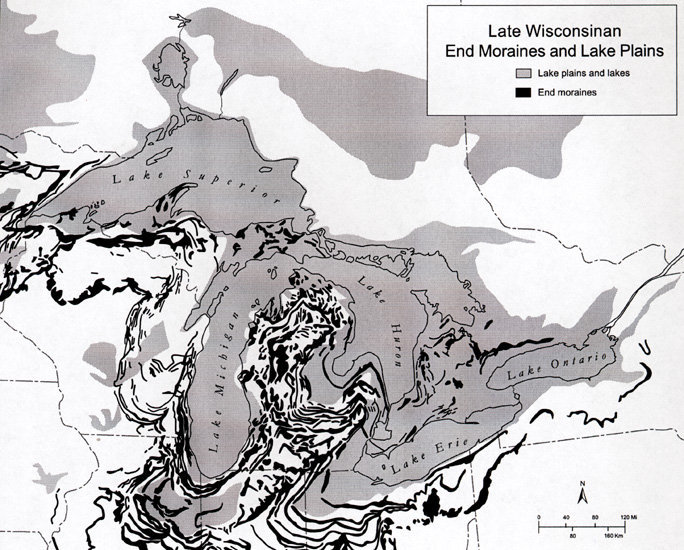 Late Wisconsinan
End Moraines and Lake Plains
Lake plains and lakes
End moraines
Lake Superior
Lake Huron
Lake Michigan
Lake Ontario
Lake Erie
N
0 40 80 120 Mi
80 160 Km